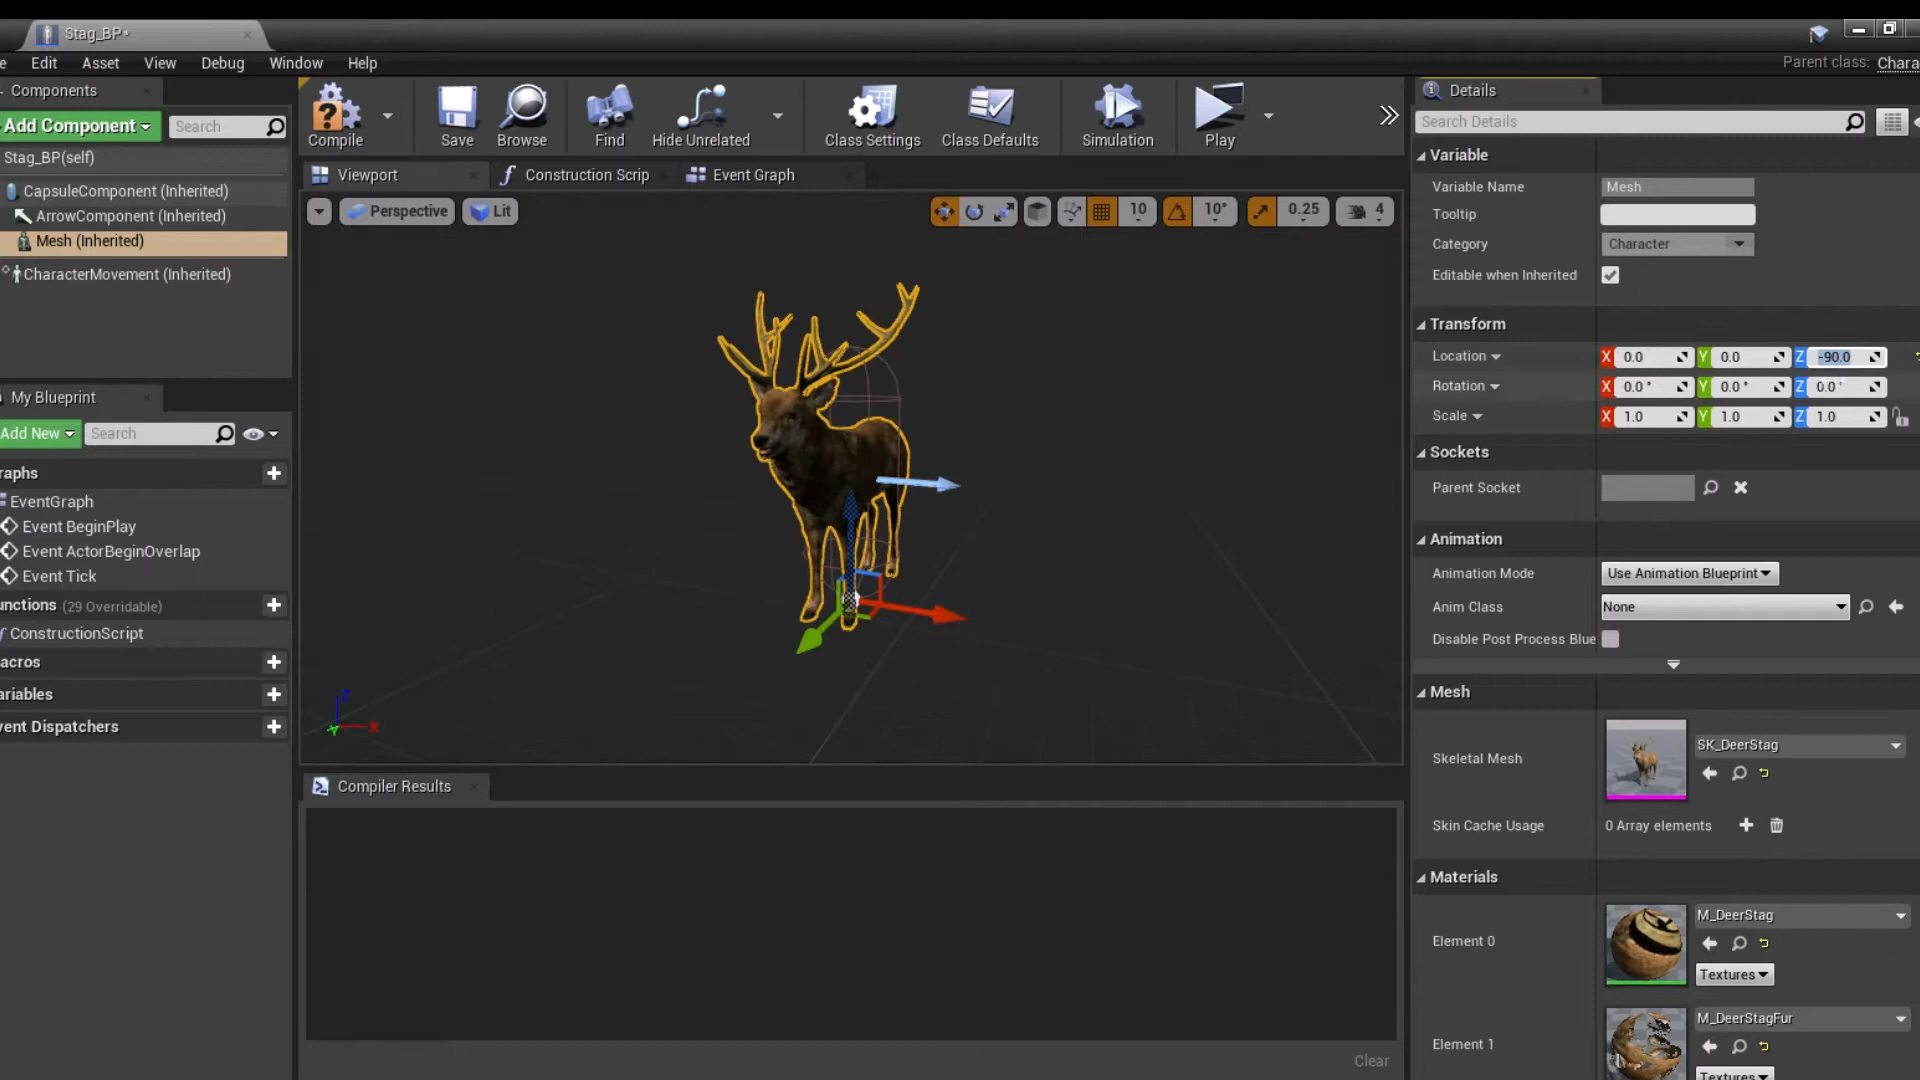 Stag_BP*
e Edit Asset View Debug Window Help
Parent class: Chara
Components
Add Component
Search
Stag_BP(self)
CapsuleComponent (Inherited)
ArrowComponent (Inherited)
Mesh (Inherited)
CharacterMovement (Inherited)
My Blueprint
Add New
Search
raphs
EventGraph
Event BeginPlay
Event ActorBeginOverlap
Event Tick
unctions (29 Overridable)
ConstructionScript
acros
ariables
vent Dispatchers
Compile
Save
Browse
Find
Hide Unrelated
Class Settings
Class Defaults
Simulation
Play
Viewport
Construction Scrip
Event Graph
Perspective
Lit
10
10°
0.25
4
Z
Y
X
Compiler Results
Clear
Details
Search Details
Variable
Variable Name Mesh
Tooltip
Category Character
Editable when Inherited
Transform
Location X 0.0 Y 0.0 Z -90.0
Rotation X 0.0 ° Y 0.0 ° Z 0.0 °
Scale X 1.0 Y 1.0 Z 1.0
Sockets
Parent Socket
Animation
Animation Mode Use Animation Blueprint
Anim Class None
Disable Post Process Blue
Mesh
Skeletal Mesh SK_DeerStag
Skin Cache Usage 0 Array elements
Materials
Element 0 M_DeerStag
Textures
Element 1 M_DeerStagFur
Textures